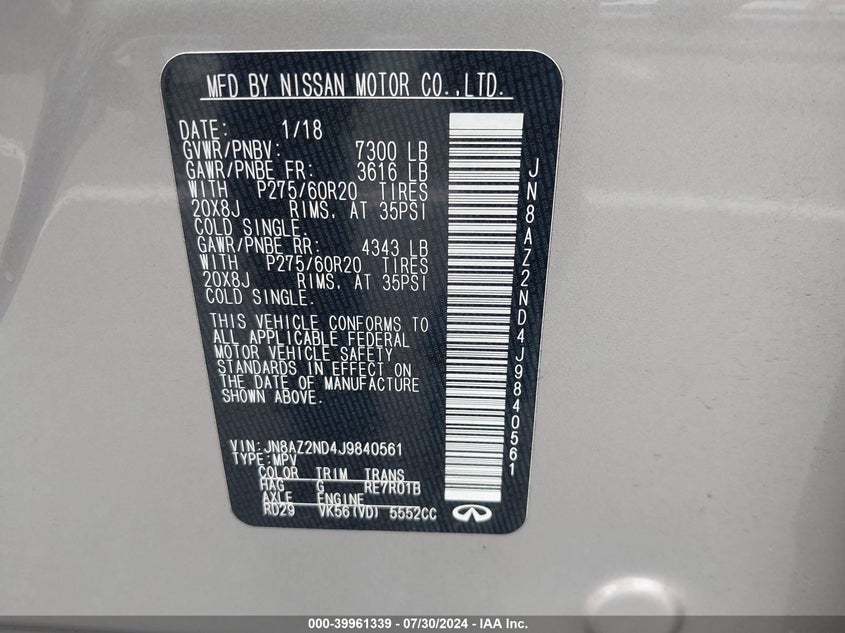 MFD BY NISSAN MOTOR CO.,LTD.
DATE: 1/18
GVWR/PNBV: 7300 LB
GAWR/PNBE FR: 3616 LB
WITH P275/60R20 TIRES
20X8J RIMS, AT 35PSI
COLD SINGLE.
GAWR/PNBE RR: 4343 LB
WITH P275/60R20 TIRES
20X8J RIMS, AT 35PSI
COLD SINGLE.
THIS VEHICLE CONFORMS TO
ALL APPLICABLE FEDERAL
MOTOR VEHICLE SAFETY
STANDARDS IN EFFECT ON
THE DATE OF MANUFACTURE
SHOWN ABOVE.
VIN:JN8AZ2ND4J9840561
TYPE:MPV
COLOR TRIM TRANS
HAG G RE7R01B
AXLE ENGINE
RD29 VK56(VD) 5552CC
JN8AZ2ND4J9840561
000-39961339 - 07/30/2024 - IAA Inc.